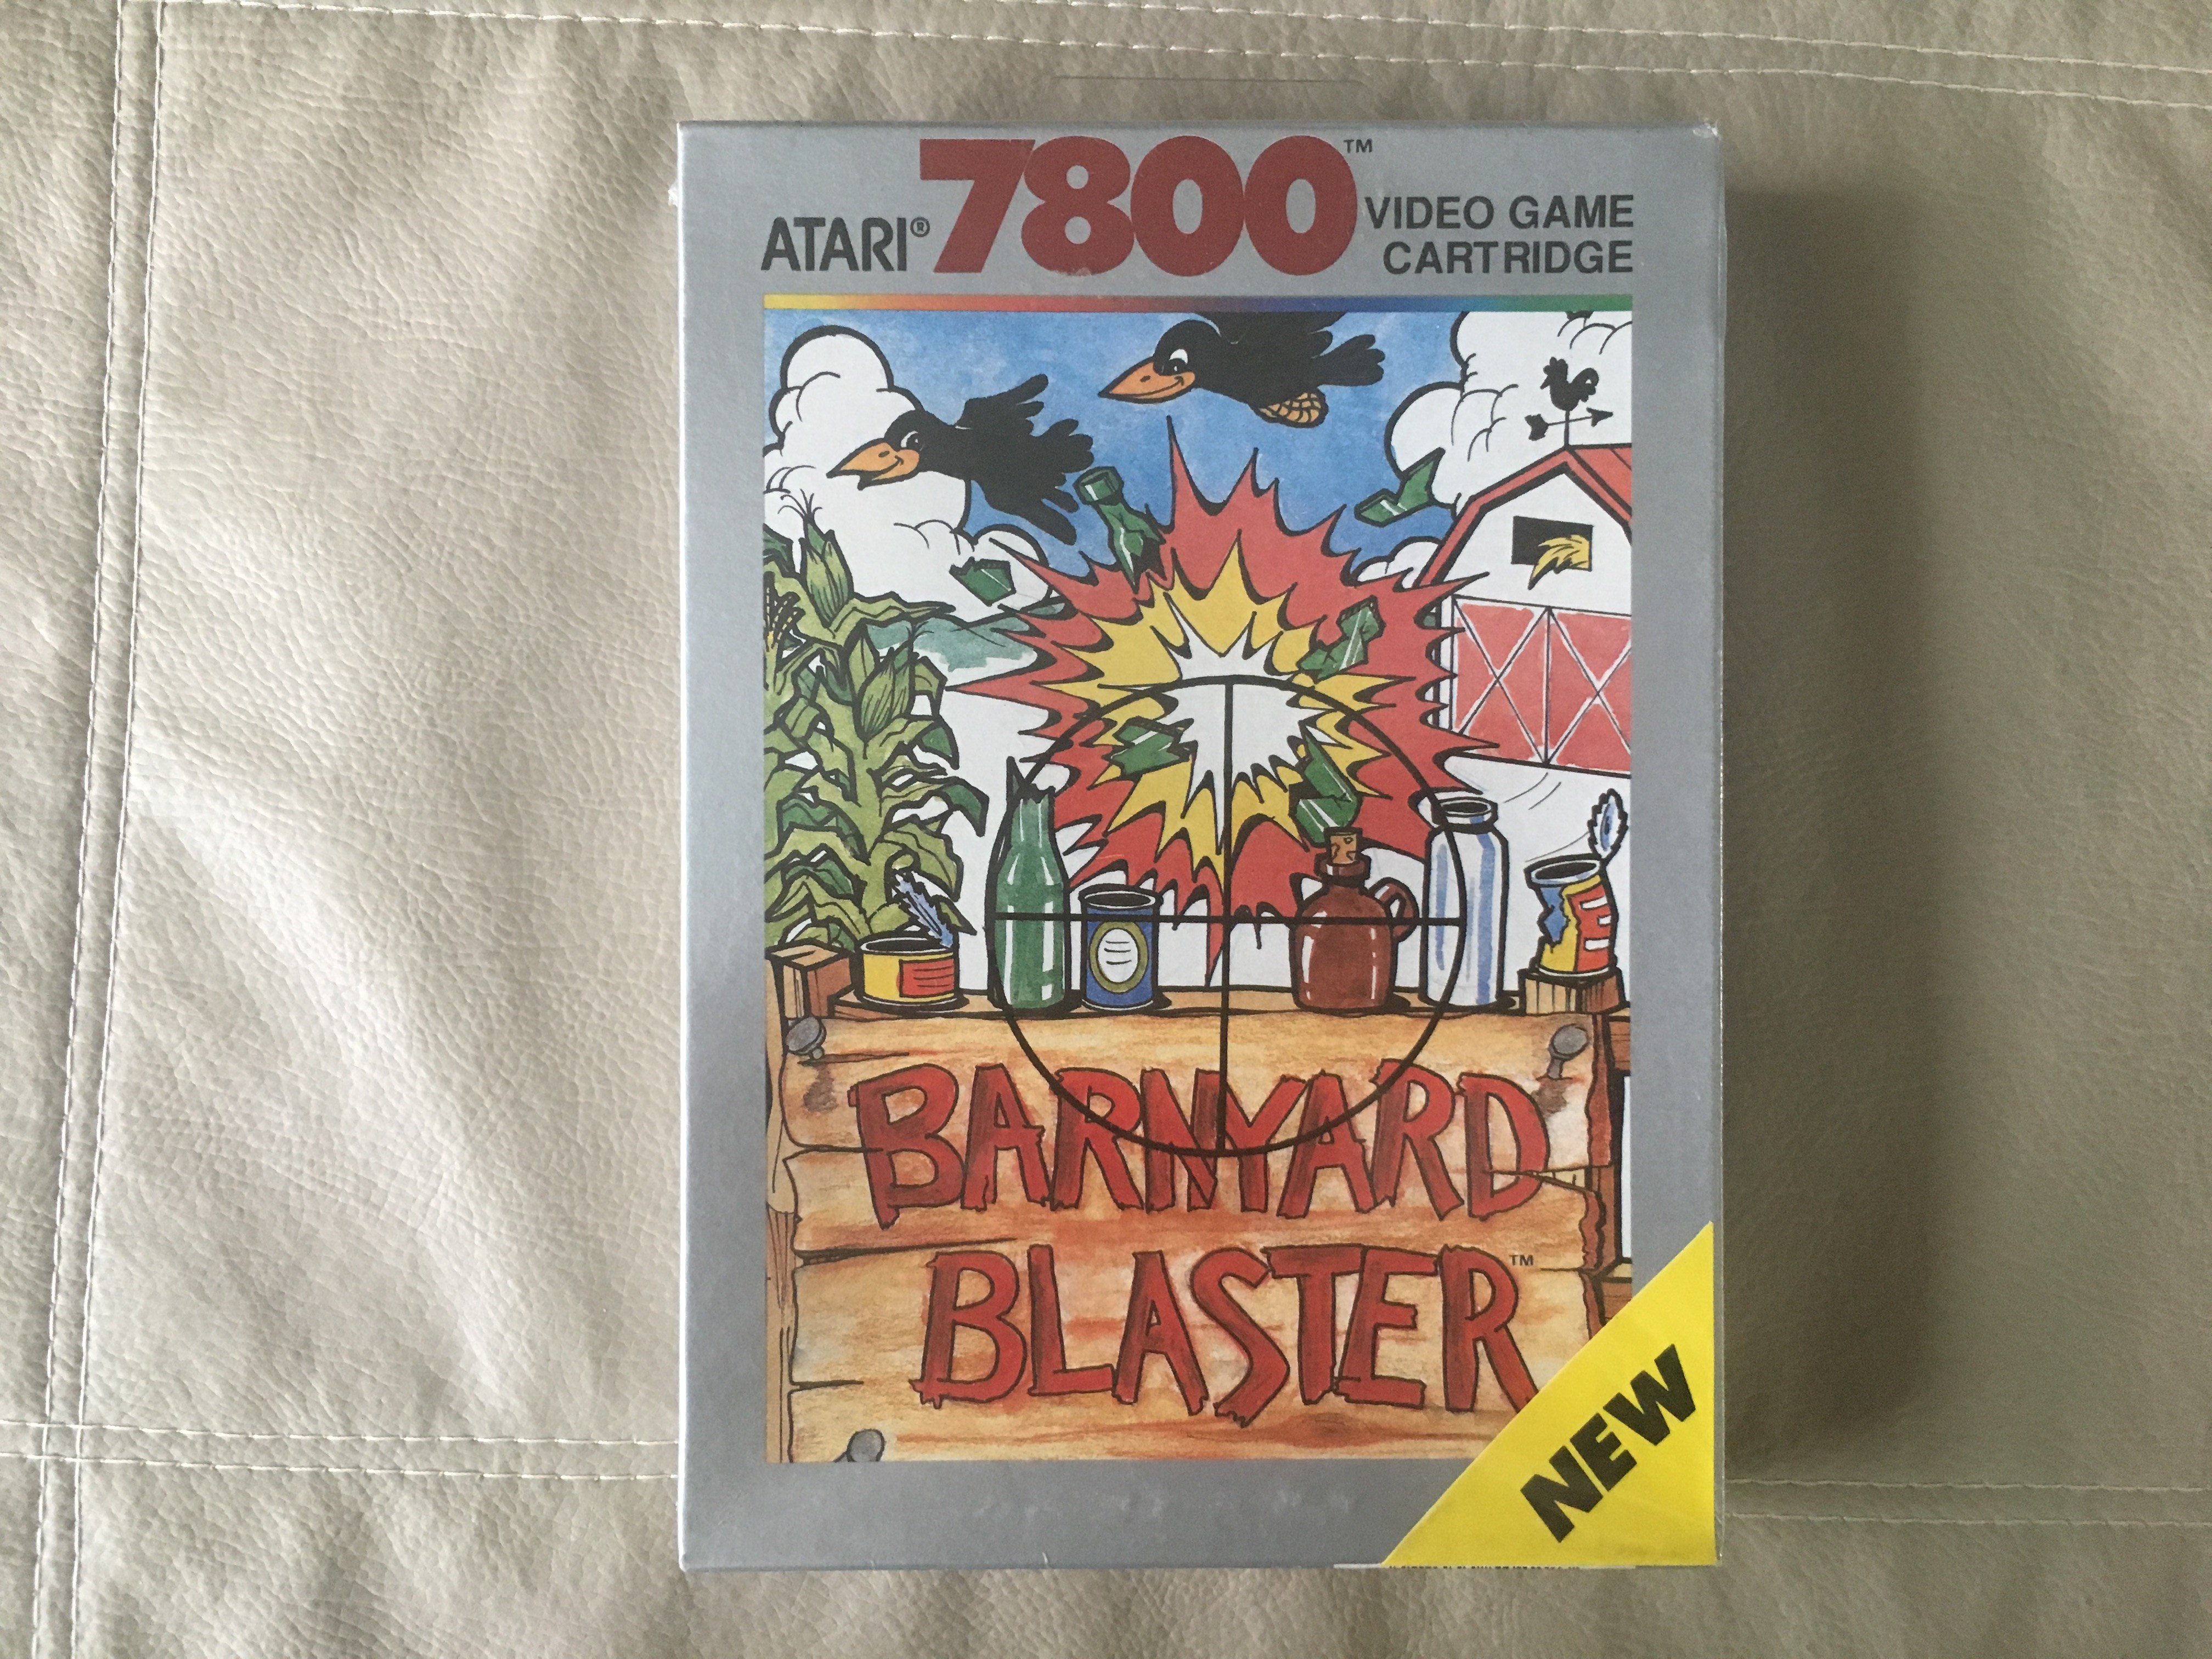 ATARI® 7800™ VIDEO GAME
CARTRIDGE
BARNYARD
BLASTER™
NEW